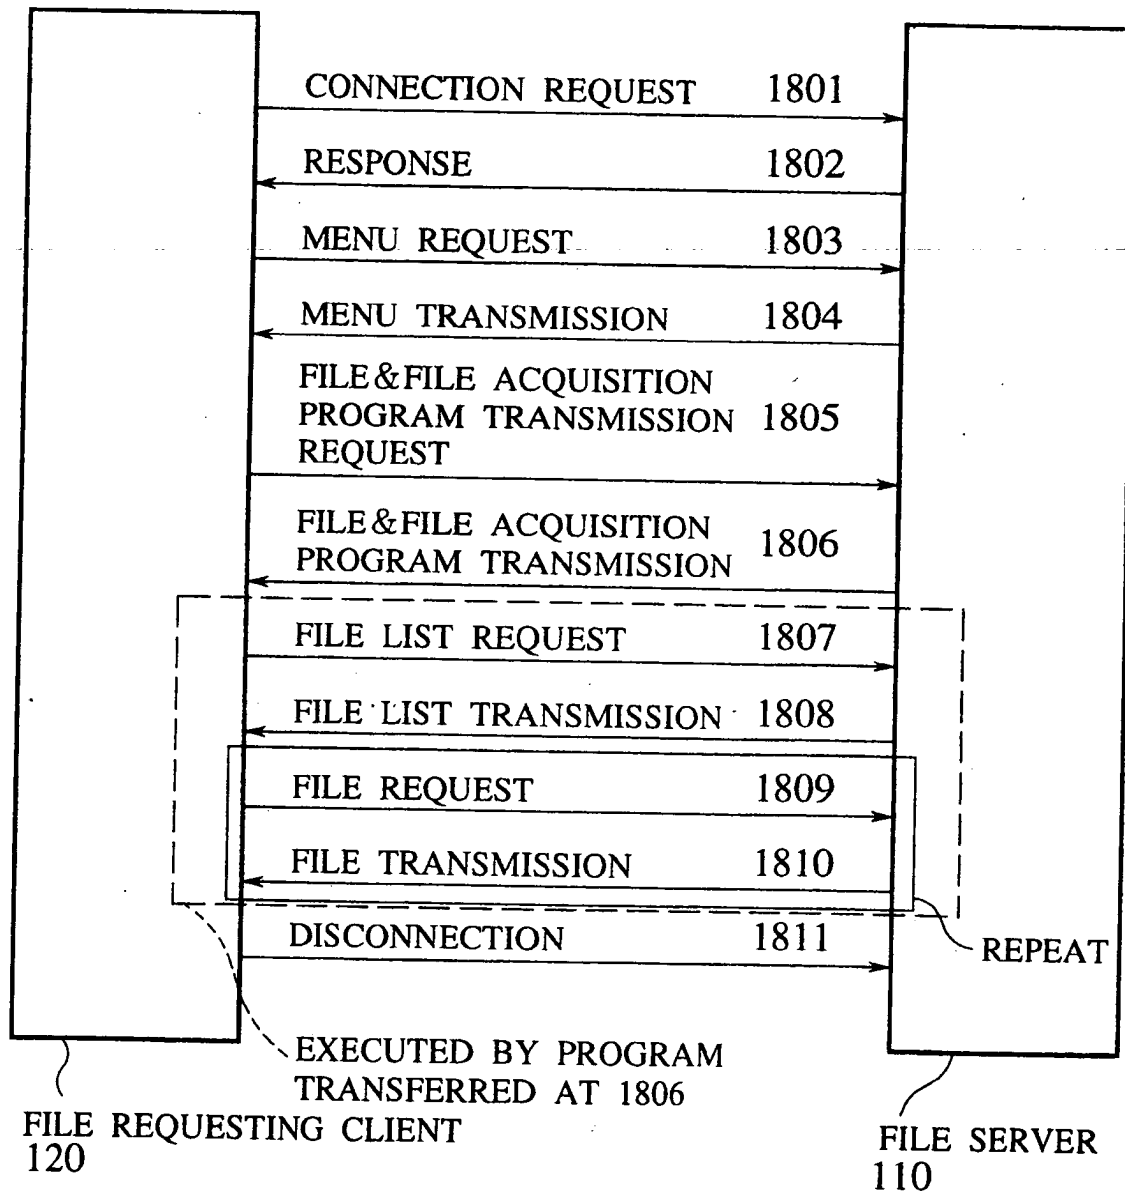 CONNECTION REQUEST 1801
RESPONSE 1802
MENU REQUEST 1803
MENU TRANSMISSION 1804
FILE&FILE ACQUISITION
PROGRAM TRANSMISSION 1805
REQUEST
FILE&FILE ACQUISITION
PROGRAM TRANSMISSION 1806
FILE LIST REQUEST 1807
FILE LIST TRANSMISSION 1808
FILE REQUEST 1809
FILE TRANSMISSION 1810
DISCONNECTION 1811
REPEAT
EXECUTED BY PROGRAM
TRANSFERRED AT 1806
FILE REQUESTING CLIENT
120
FILE SERVER
110